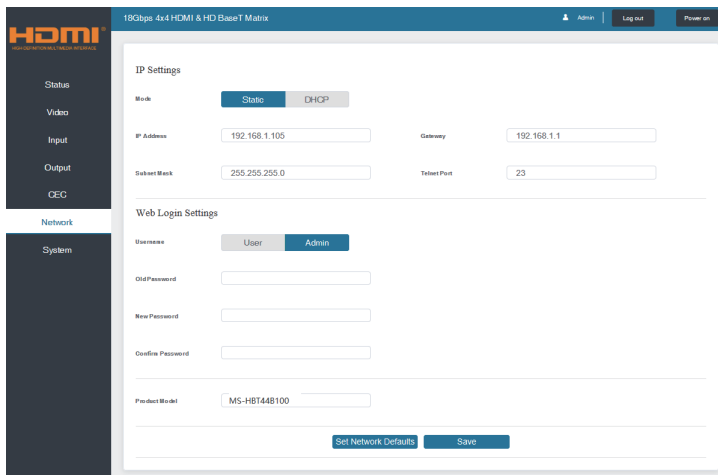 18Gbps 4x4 HDMI & HD BaseT Matrix
Admin
Log out
Power on
HDMI
HIGH-DEFINITION MULTIMEDIA INTERFACE
Status
Video
Input
Output
CEC
Network
System
IP Settings
Mode
Static
DHCP
IP Address
192.168.1.105
Gateway
192.168.1.1
Subnet Mask
255.255.255.0
Telnet Port
23
Web Login Settings
Username
User
Admin
Old Password
New Password
Confirm Password
Product Model
MS-HBT44B100
Set Network Defaults
Save